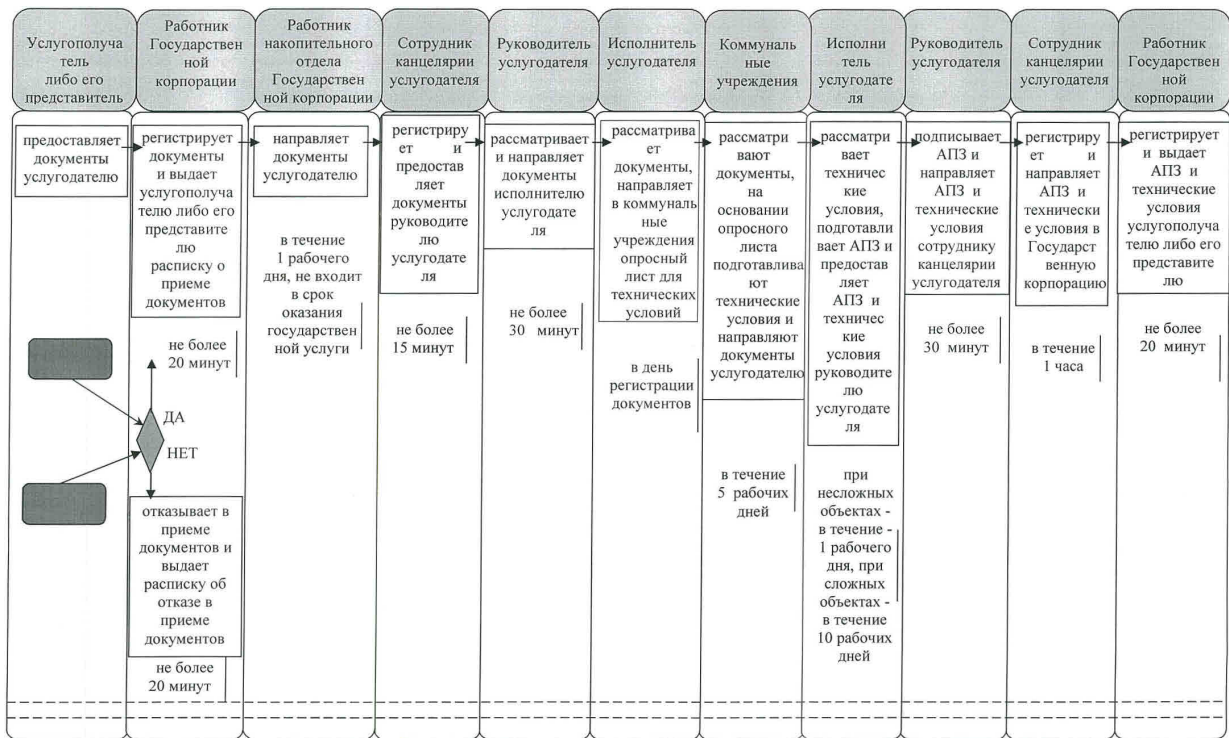 Услугополуча
тель
либо его
представитель
Работник
Государствен
ной
корпорации
Работник
накопительного
отдела
Государствен
ной корпорации
Сотрудник
канцелярии
услугодателя
Руководитель
услугодателя
Исполнитель
услугодателя
Коммуналь
ные
учреждения
Исполни
тель
услугодате
ля
Руководитель
услугодателя
Сотрудник
канцелярии
услугодателя
Работник
Государствен
ной
корпорации
предоставляет
документы
услугодателю
регистрирует
документы
и выдает
услугополуча
телю либо его
представите
лю
расписку о
приеме
документов
не более
20 минут
ДА
НЕТ
отказывает в
приеме
документов и
выдает
расписку об
отказе в
приеме
документов
не более
20 минут
направляет
документы
услугодателю
в течение
1 рабочего
дня, не входит
в срок
оказания
государствен
ной услуги
регистриру
ет и
предостав
ляет
документы
руководите
лю
услугодате
ля
не более
15 минут
рассматривает
и направляет
документы
исполнителю
услугодате
ля
не более
30 минут
рассматрива
ет
документы,
направляет
в коммуналь
ные
учреждения
опросный
лист для
технических
условий
в день
регистрации
документов
рассматри
вают
документы,
на
основании
опросного
листа
подготовлива
ют
технические
условия и
направляют
документы
услугодателю
в течение
5 рабочих
дней
рассматри
вает
техничес
кие
условия,
подготавли
вает АПЗ и
предостав
ляет
АПЗ и
техничес
кие
условия
руководите
лю
услугодате
ля
при
несложных
объектах -
в течение -
1 рабочего
дня, при
сложных
объектах -
в течение
10 рабочих
дней
подписывает
АПЗ и
направляет
АПЗ и
технические
условия
сотруднику
канцелярии
услугодателя
не более
30 минут
регистриру
ет и
направляет
АПЗ и
технически
е условия в
Государст
венную
корпорацию
в течение
1 часа
регистрирует
и выдает
АПЗ и
технические
условия
услугополуча
телю либо его
представите
лю
не более
20 минут